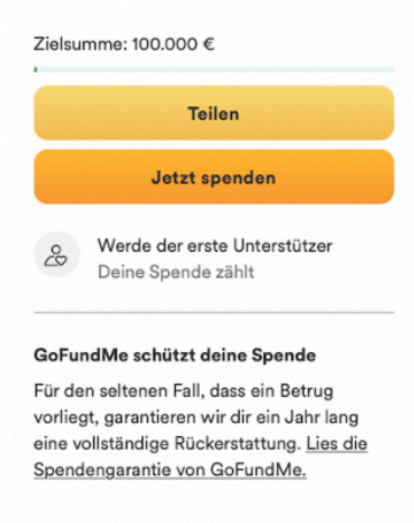 Zielsumme: 100.000 €
Teilen
Jetzt spenden
Werde der erste Unterstützer
Deine Spende zählt
GoFundMe schützt deine Spende
Für den seltenen Fall, dass ein Betrug
vorliegt, garantieren wir dir ein Jahr lang
eine vollständige Rückerstattung. Lies die
Spendengarantie von GoFundMe.